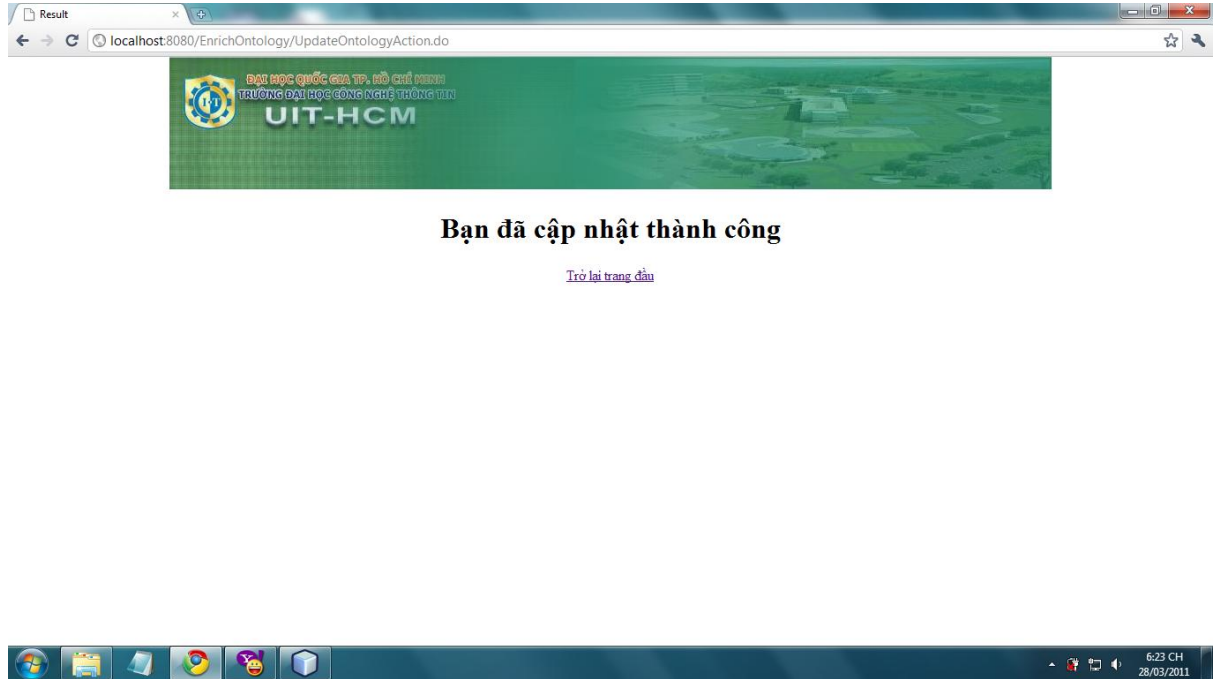 Result
localhost:8080/EnrichOntology/UpdateOntologyAction.do
ĐẠI HỌC QUỐC GIA TP. HỒ CHÍ MINH
TRƯỜNG ĐẠI HỌC CÔNG NGHỆ THÔNG TIN
UIT-HCM
Bạn đã cập nhật thành công
Trở lại trang đầu
6:23 CH
28/03/2011